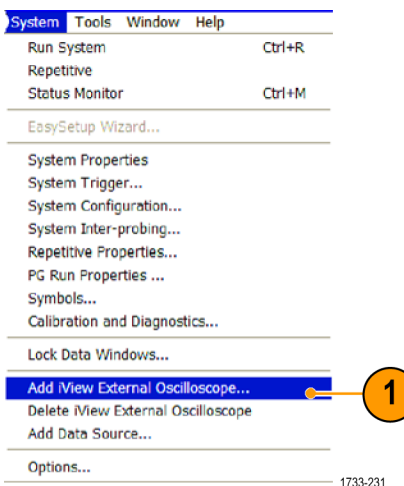 System Tools Window Help
Run System Ctrl+R
Repetitive
Status Monitor Ctrl+M
EasySetup Wizard...
System Properties
System Trigger...
System Configuration...
System Inter-probing...
Repetitive Properties...
PG Run Properties ...
Symbols...
Calibration and Diagnostics...
Lock Data Windows...
Add iView External Oscilloscope...
1
Delete iView External Oscilloscope
Add Data Source...
Options...
1733-231